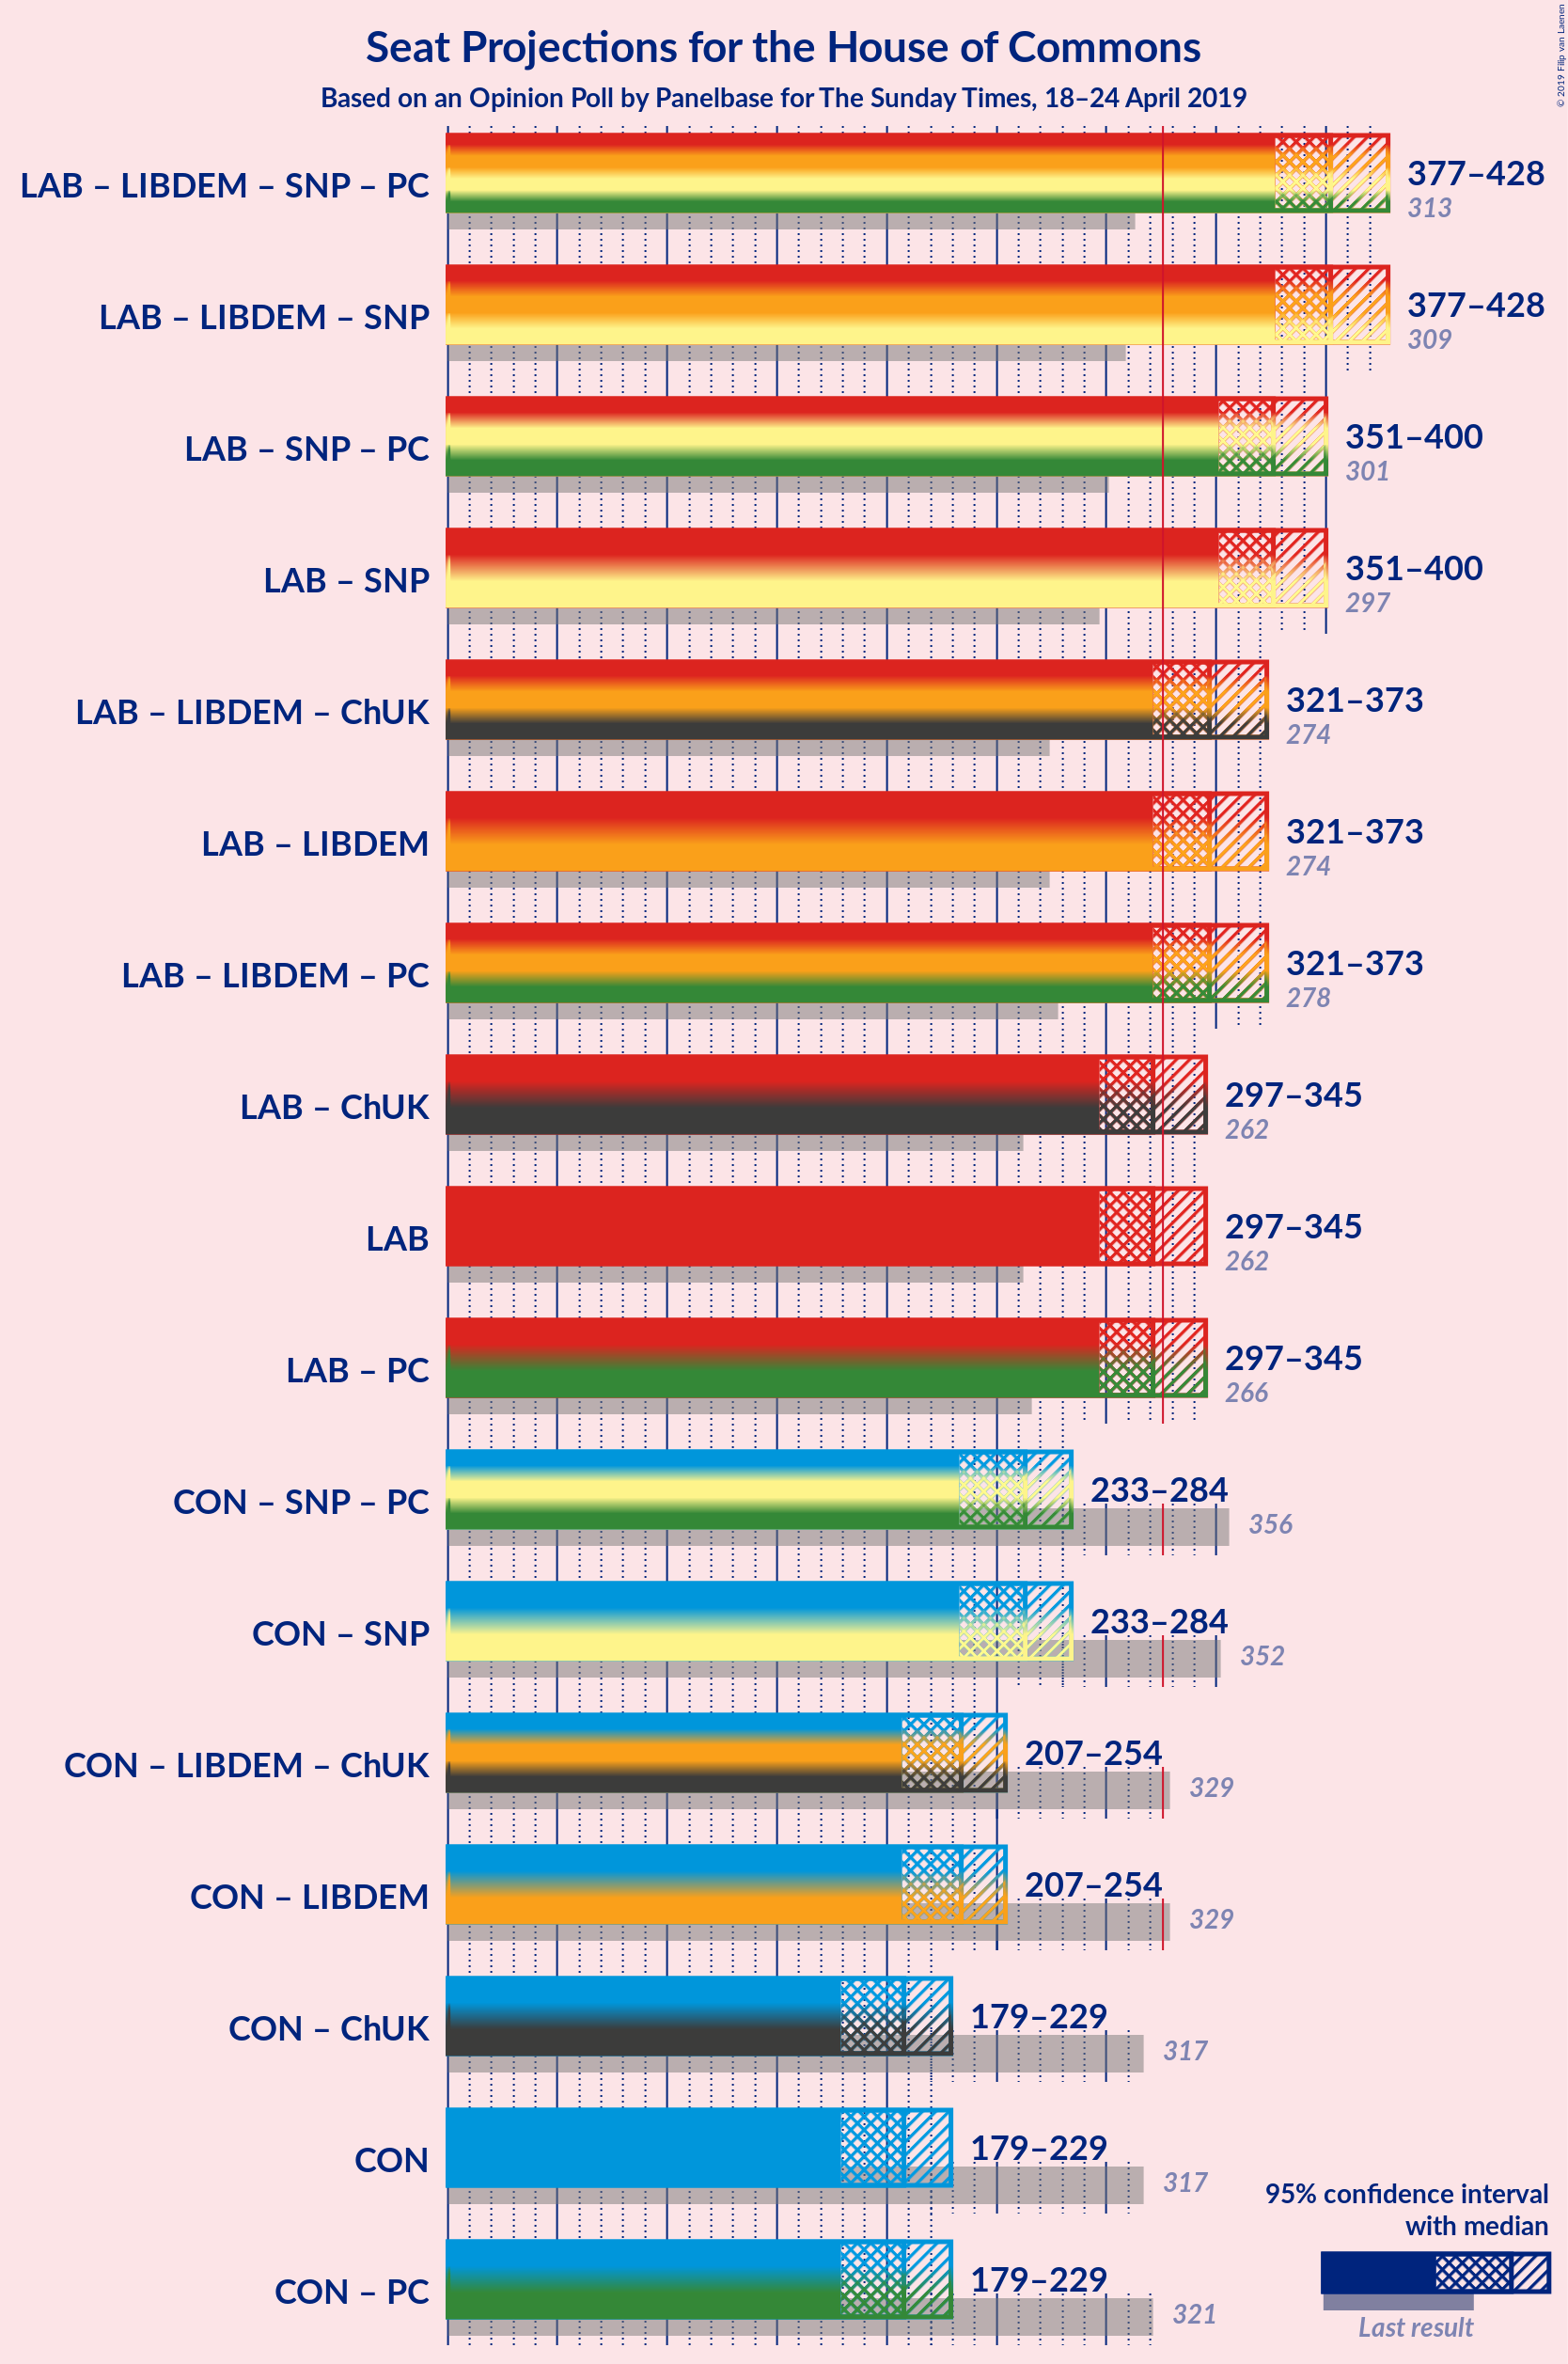 Seat Projections for the House of Commons
Based on an Opinion Poll by Panelbase for The Sunday Times, 18–24 April 2019
© 2019 Filip van Laenen
LAB – LIBDEM – SNP – PC
377–428
313
LAB – LIBDEM – SNP
377–428
309
LAB – SNP – PC
351–400
301
LAB – SNP
351–400
297
LAB – LIBDEM – ChUK
321–373
274
LAB – LIBDEM
321–373
274
LAB – LIBDEM – PC
321–373
278
LAB – ChUK
297–345
262
LAB
297–345
262
LAB – PC
297–345
266
CON – SNP – PC
233–284
356
CON – SNP
233–284
352
CON – LIBDEM – ChUK
207–254
329
CON – LIBDEM
207–254
329
CON – ChUK
179–229
317
CON
179–229
317
CON – PC
179–229
321
95% confidence interval
with median
Last result